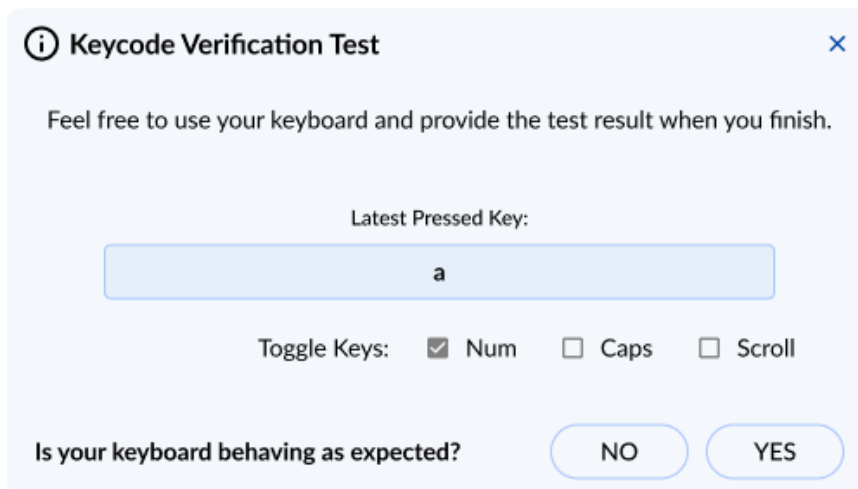 Keycode Verification Test
Feel free to use your keyboard and provide the test result when you finish.
Latest Pressed Key:
a
Toggle Keys: Num Caps Scroll
Is your keyboard behaving as expected? NO YES